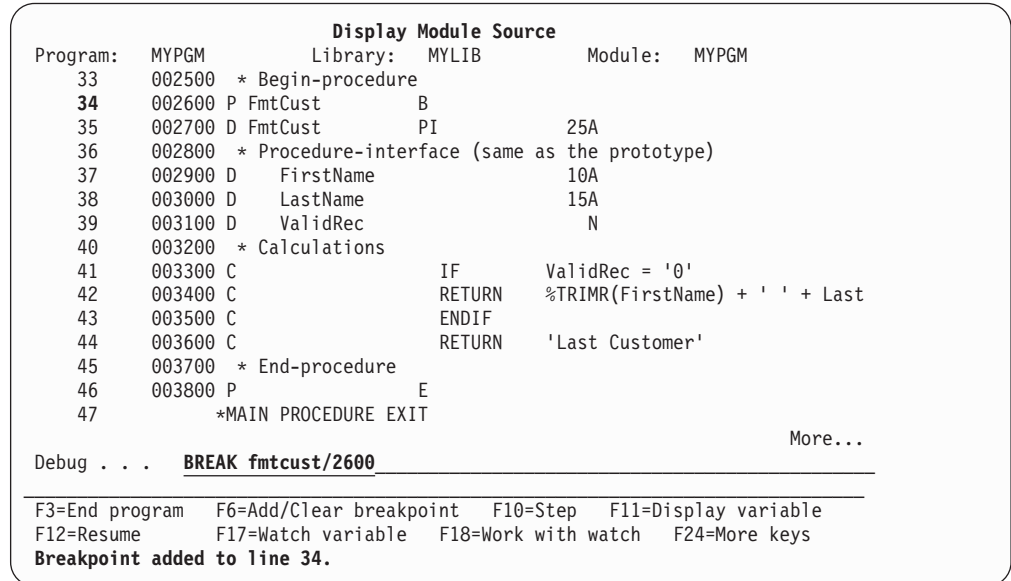 Display Module Source
Program:   MYPGM          Library:   MYLIB          Module:   MYPGM
33     002500  * Begin-procedure
34     002600 P FmtCust         B
35     002700 D FmtCust         PI            25A
36     002800  * Procedure-interface (same as the prototype)
37     002900 D   FirstName                   10A
38     003000 D   LastName                    15A
39     003100 D   ValidRec                      N
40     003200  * Calculations
41     003300 C                   IF        ValidRec = '0'
42     003400 C                   RETURN    %TRIMR(FirstName) + ' ' + Last
43     003500 C                   ENDIF
44     003600 C                   RETURN    'Last Customer'
45     003700  * End-procedure
46     003800 P                 E
47           *MAIN PROCEDURE EXIT
More...
Debug . . .   BREAK fmtcust/2600
F3=End program   F6=Add/Clear breakpoint   F10=Step   F11=Display variable
F12=Resume       F17=Watch variable   F18=Work with watch   F24=More keys
Breakpoint added to line 34.